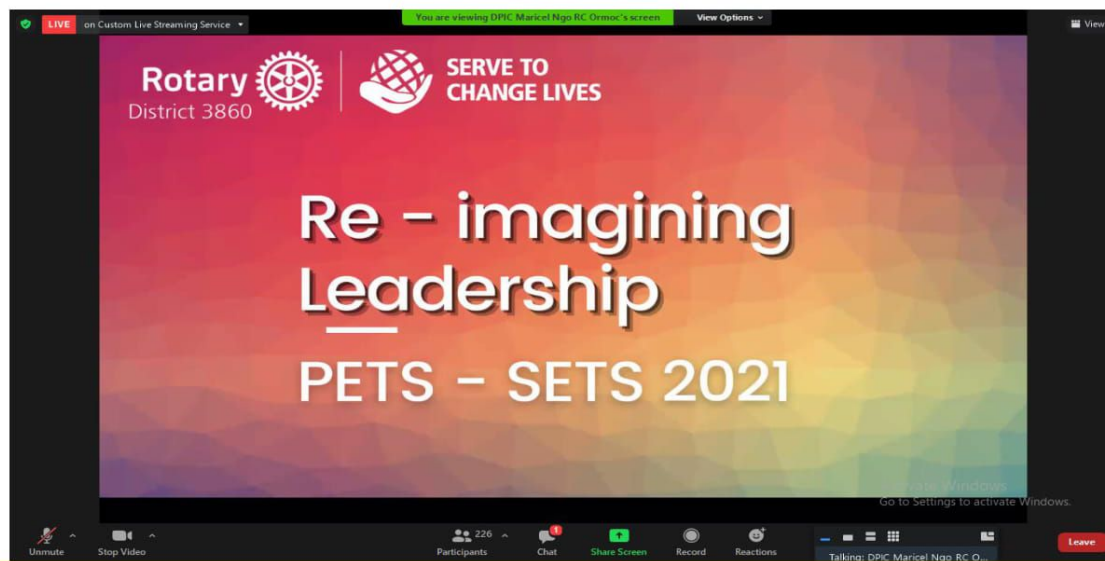 LIVE on Custom Live Streaming Service
You are viewing DPIC Maricel Ngo RC Ormoc's screen
View Options
View
Rotary
District 3860
SERVE TO
CHANGE LIVES
Re - imagining
Leadership
PETS - SETS 2021
Activate Windows
Go to Settings to activate Windows.
Unmute
Stop Video
226
Participants
1
Chat
Share Screen
Record
Reactions
Talking: DPIC Maricel Ngo RC O...
Leave